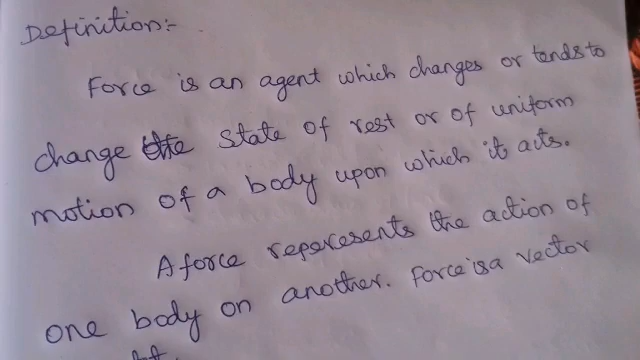 Definition:-
Force is an agent which changes or tends to
change the state of rest or of uniform
motion of a body upon which it acts.
A force reperesents the action of
one body on another. Force is a vector